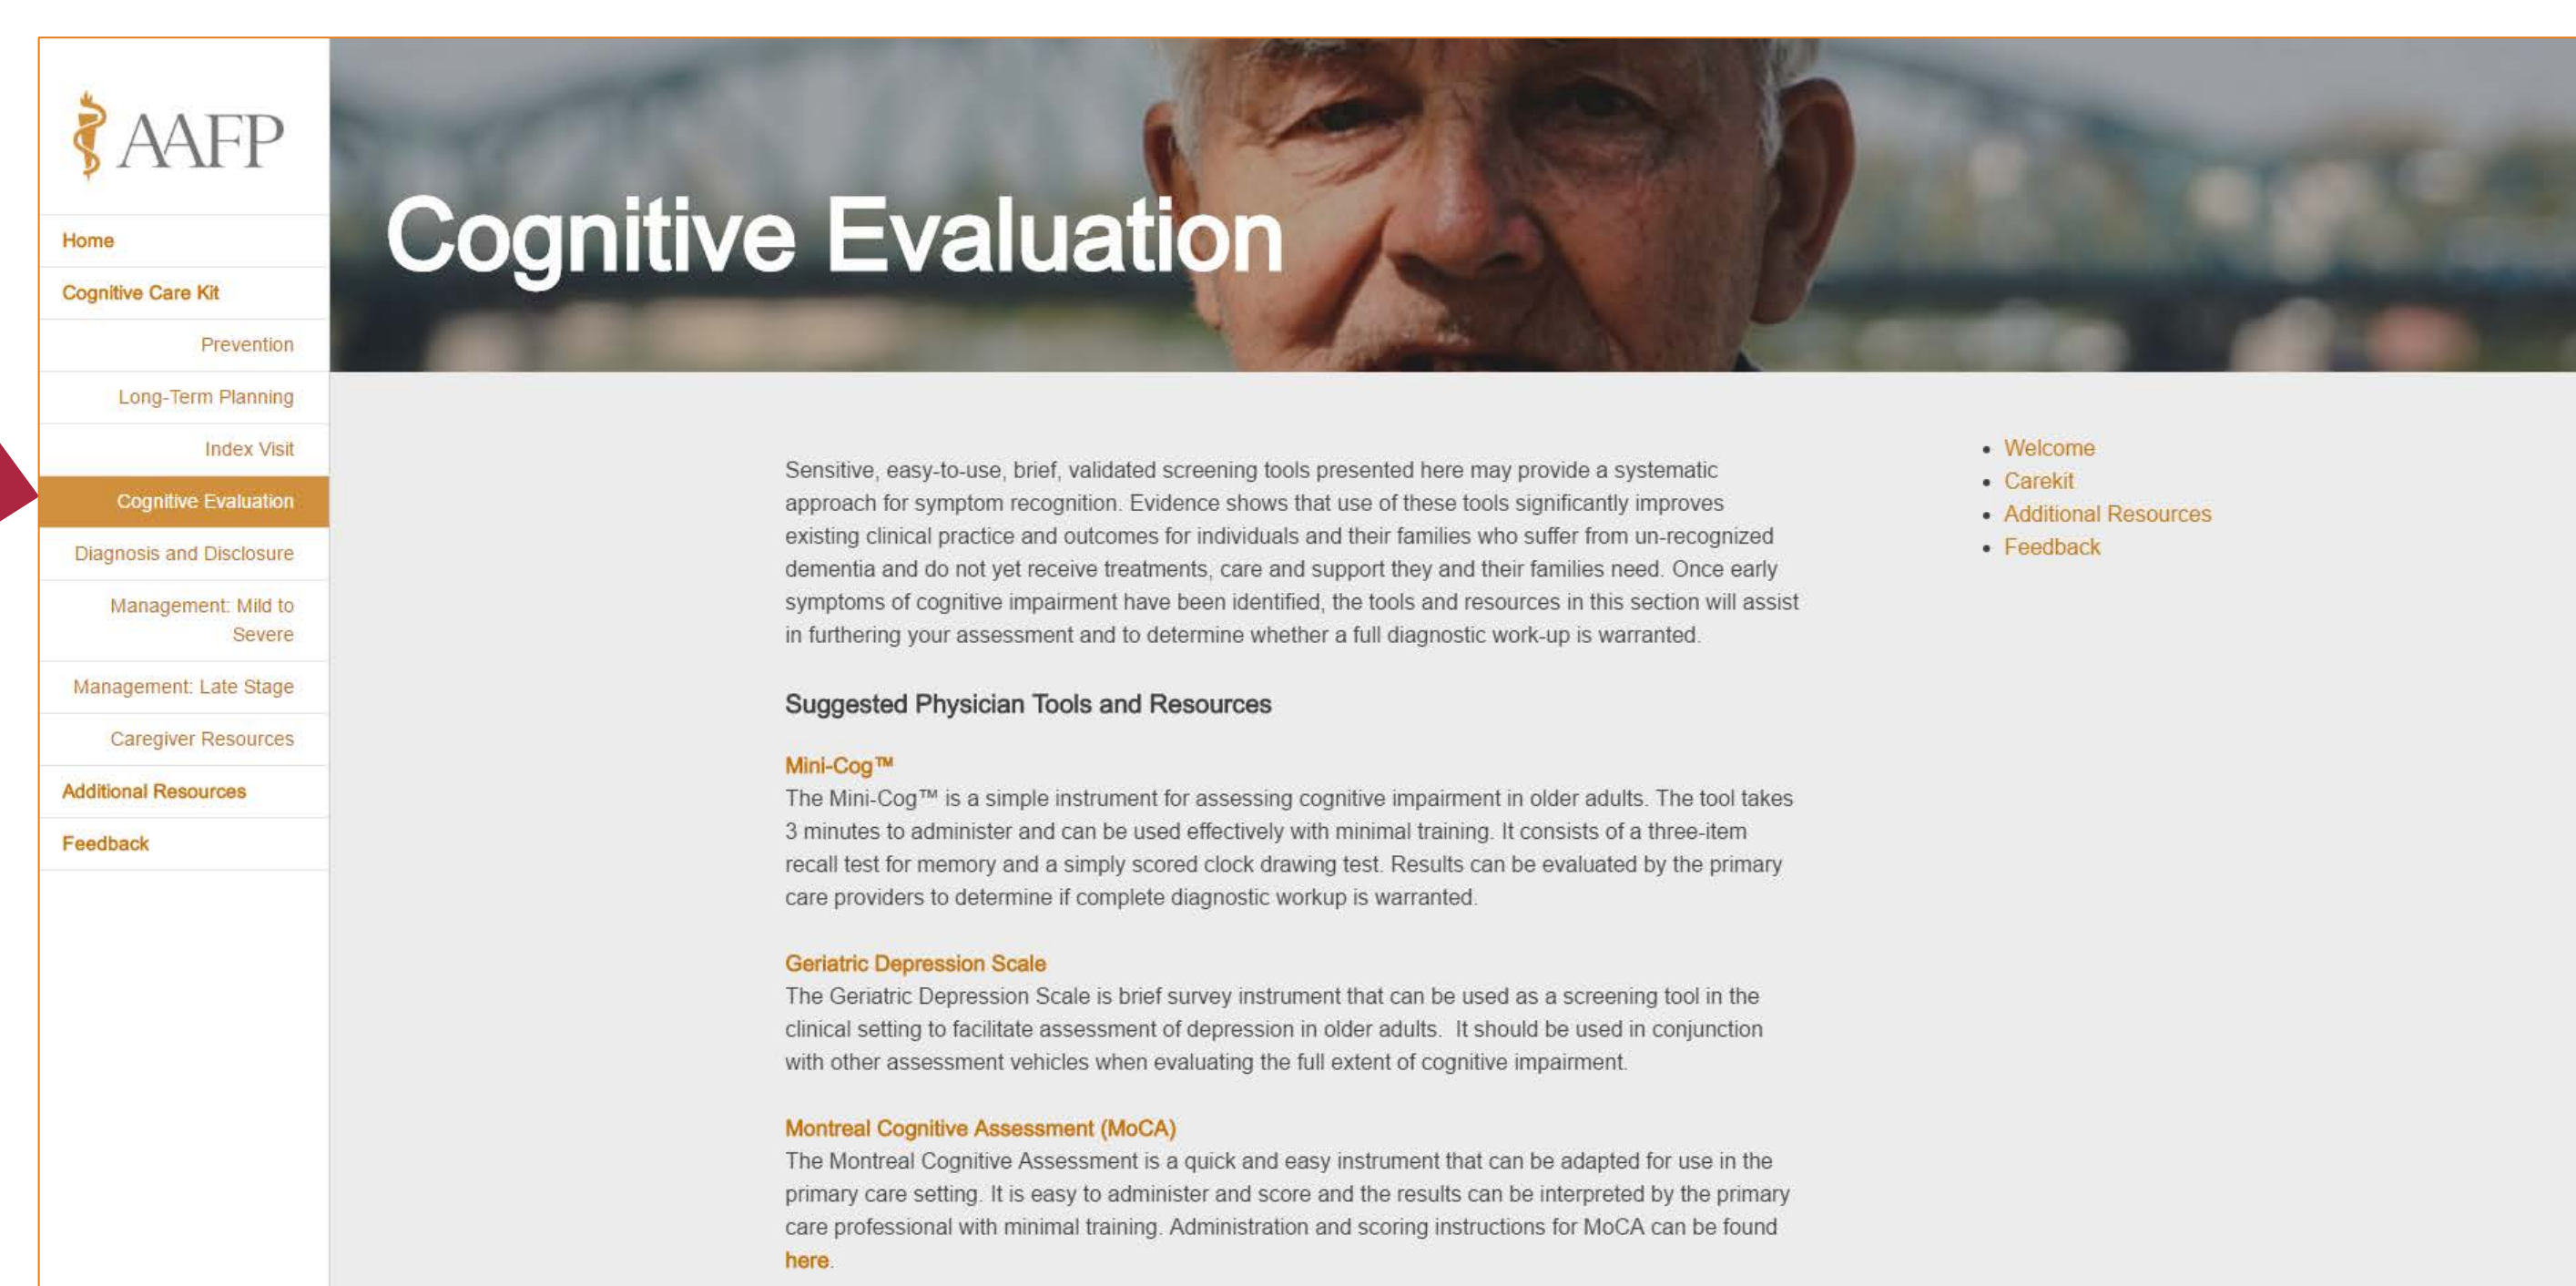 AAFP
Home
Cognitive Care Kit
Prevention
Long-Term Planning
Index Visit
Cognitive Evaluation
Diagnosis and Disclosure
Management: Mild to
Severe
Management: Late Stage
Caregiver Resources
Additional Resources
Feedback
Cognitive Evaluation
Sensitive, easy-to-use, brief, validated screening tools presented here may provide a systematic
approach for symptom recognition. Evidence shows that use of these tools significantly improves
existing clinical practice and outcomes for individuals and their families who suffer from un-recognized
dementia and do not yet receive treatments, care and support they and their families need. Once early
symptoms of cognitive impairment have been identified, the tools and resources in this section will assist
in furthering your assessment and to determine whether a full diagnostic work-up is warranted.
Suggested Physician Tools and Resources
Mini-Cog™
The Mini-Cog™ is a simple instrument for assessing cognitive impairment in older adults. The tool takes
3 minutes to administer and can be used effectively with minimal training. It consists of a three-item
recall test for memory and a simply scored clock drawing test. Results can be evaluated by the primary
care providers to determine if complete diagnostic workup is warranted.
Geriatric Depression Scale
The Geriatric Depression Scale is brief survey instrument that can be used as a screening tool in the
clinical setting to facilitate assessment of depression in older adults.  It should be used in conjunction
with other assessment vehicles when evaluating the full extent of cognitive impairment.
Montreal Cognitive Assessment (MoCA)
The Montreal Cognitive Assessment is a quick and easy instrument that can be adapted for use in the
primary care setting. It is easy to administer and score and the results can be interpreted by the primary
care professional with minimal training. Administration and scoring instructions for MoCA can be found
here.
• Welcome
• Carekit
• Additional Resources
• Feedback